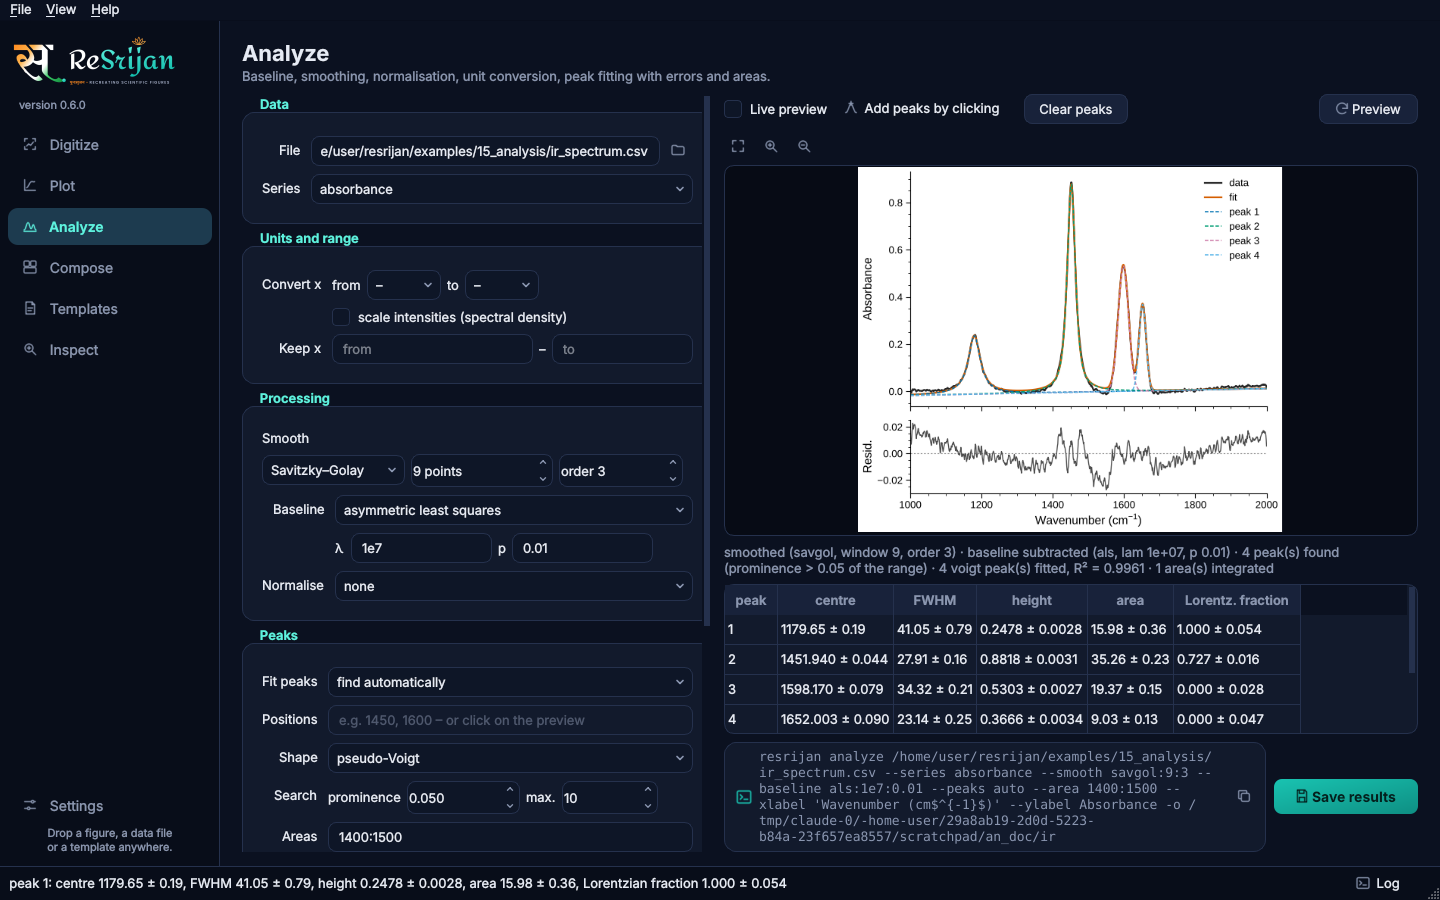 File View Help
स ReSrijan
RECREATING SCIENTIFIC FIGURES
version 0.6.0
Digitize
Plot
Analyze
Compose
Templates
Inspect
Settings
Drop a figure, a data file
or a template anywhere.
Analyze
Baseline, smoothing, normalisation, unit conversion, peak fitting with errors and areas.
Data
File e/user/resrijan/examples/15_analysis/ir_spectrum.csv
Series absorbance
Units and range
Convert x from – to –
scale intensities (spectral density)
Keep x from – to
Processing
Smooth
Savitzky–Golay 9 points order 3
Baseline asymmetric least squares
λ 1e7 p 0.01
Normalise none
Peaks
Fit peaks find automatically
Positions e.g. 1450, 1600 – or click on the preview
Shape pseudo-Voigt
Search prominence 0.050 max. 10
Areas 1400:1500
Live preview Add peaks by clicking Clear peaks Preview
data
fit
peak 1
peak 2
peak 3
peak 4
Absorbance
0.8
0.6
0.4
0.2
0.0
Resid.
0.02
0.00
−0.02
1000 1200 1400 1600 1800 2000
Wavenumber (cm⁻¹)
smoothed (savgol, window 9, order 3) · baseline subtracted (als, lam 1e+07, p 0.01) · 4 peak(s) found
(prominence > 0.05 of the range) · 4 voigt peak(s) fitted, R² = 0.9961 · 1 area(s) integrated
peak centre FWHM height area Lorentz. fraction
1 1179.65 ± 0.19 41.05 ± 0.79 0.2478 ± 0.0028 15.98 ± 0.36 1.000 ± 0.054
2 1451.940 ± 0.044 27.91 ± 0.16 0.8818 ± 0.0031 35.26 ± 0.23 0.727 ± 0.016
3 1598.170 ± 0.079 34.32 ± 0.21 0.5303 ± 0.0027 19.37 ± 0.15 0.000 ± 0.028
4 1652.003 ± 0.090 23.14 ± 0.25 0.3666 ± 0.0034 9.03 ± 0.13 0.000 ± 0.047
resrijan analyze /home/user/resrijan/examples/15_analysis/
ir_spectrum.csv --series absorbance --smooth savgol:9:3 --
baseline als:1e7:0.01 --peaks auto --area 1400:1500 --
xlabel 'Wavenumber (cm$^{-1}$)' --ylabel Absorbance -o /
tmp/claude-0/-home-user/29a8ab19-2d0d-5223-
b84a-23f657ea8557/scratchpad/an_doc/ir
Save results
peak 1: centre 1179.65 ± 0.19, FWHM 41.05 ± 0.79, height 0.2478 ± 0.0028, area 15.98 ± 0.36, Lorentzian fraction 1.000 ± 0.054
Log